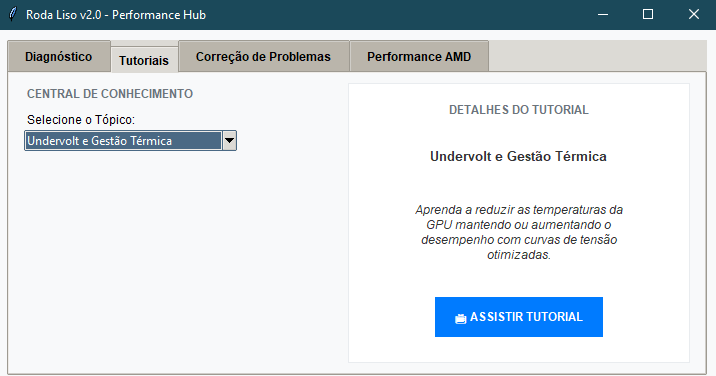 Roda Liso v2.0 - Performance Hub
Diagnóstico
Tutoriais
Correção de Problemas
Performance AMD
CENTRAL DE CONHECIMENTO
Selecione o Tópico:
Undervolt e Gestão Térmica
DETALHES DO TUTORIAL
Undervolt e Gestão Térmica
Aprenda a reduzir as temperaturas da
GPU mantendo ou aumentando o
desempenho com curvas de tensão
otimizadas.
ASSISTIR TUTORIAL